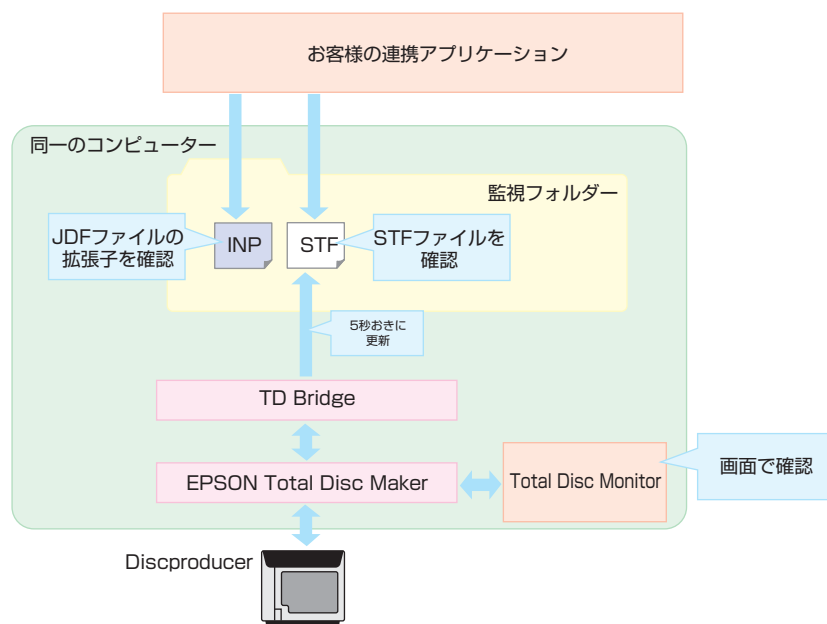 お客様の連携アプリケーション
同一のコンピューター
監視フォルダー
JDFファイルの
拡張子を確認
INP
STF
STFファイルを
確認
5秒おきに
更新
TD Bridge
EPSON Total Disc Maker
Total Disc Monitor
画面で確認
Discproducer